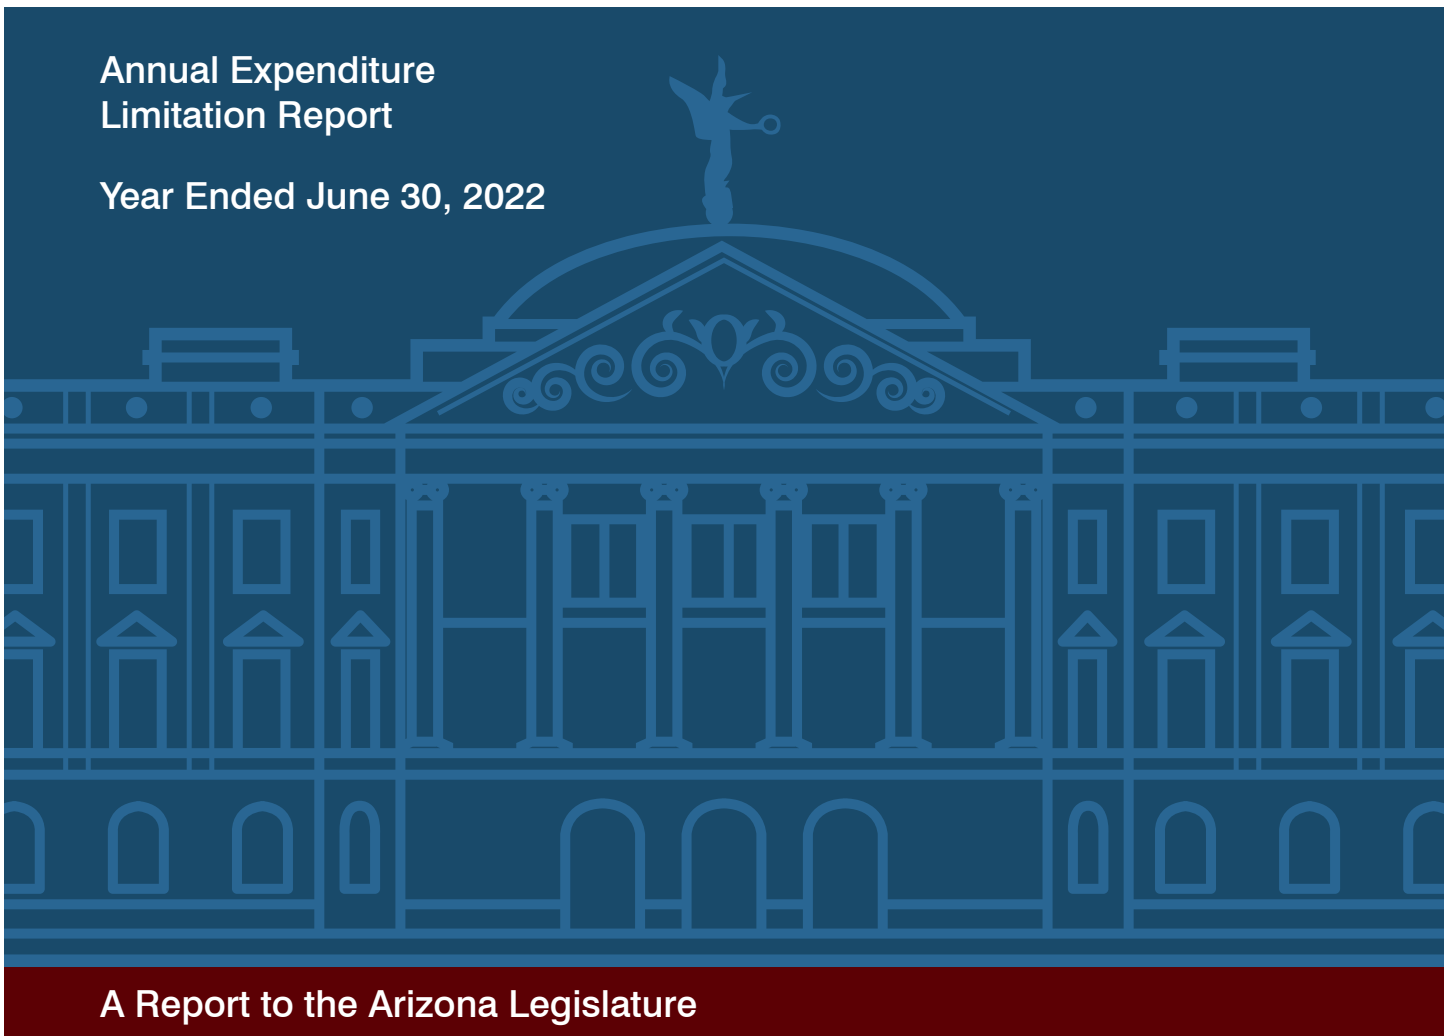 Annual Expenditure
Limitation Report
Year Ended June 30, 2022
A Report to the Arizona Legislature